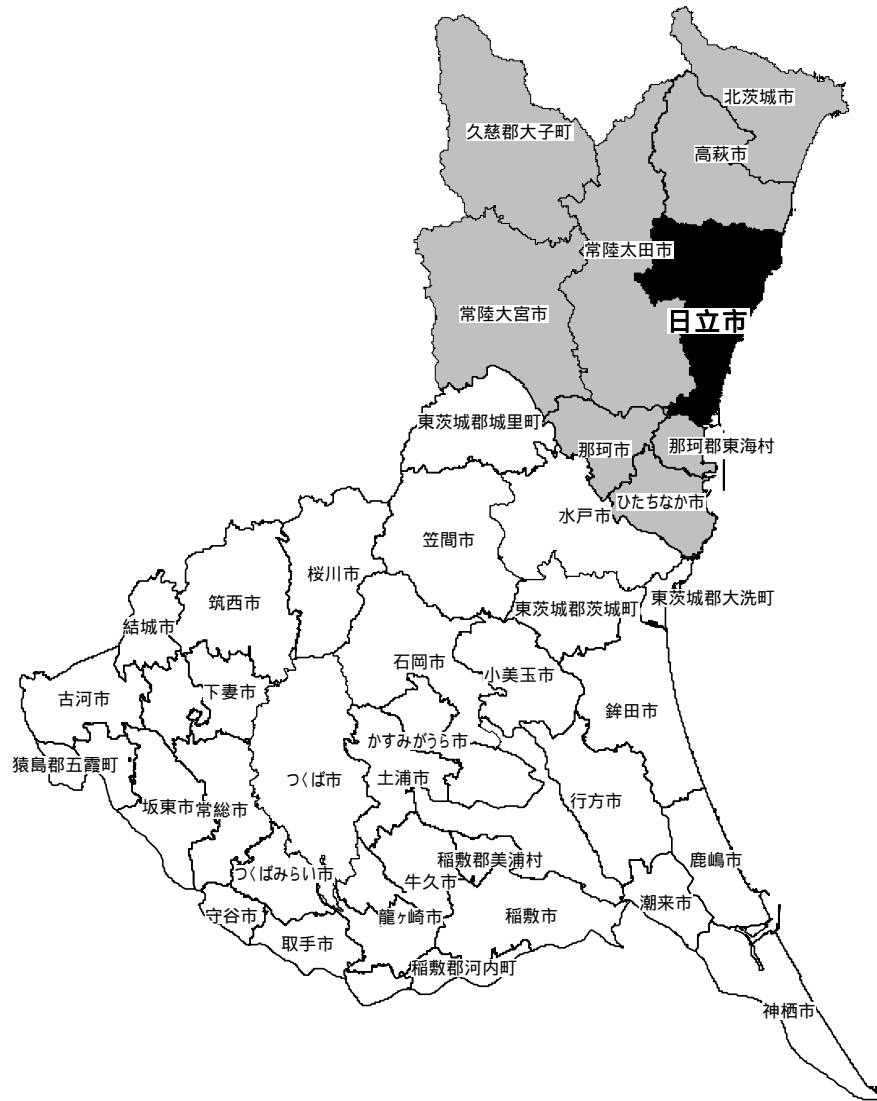 北茨城市
久慈郡大子町
高萩市
常陸太田市
常陸大宮市
日立市
東茨城郡城里町
那珂市
那珂郡東海村
ひたちなか市
水戸市
笠間市
桜川市
筑西市
東茨城郡大洗町
東茨城郡茨城町
結城市
石岡市
小美玉市
下妻市
古河市
鉾田市
かすみがうら市
猿島郡五霞町
つくば市
土浦市
行方市
坂東市
常総市
稲敷郡美浦村
鹿嶋市
つくばみらい市
牛久市
潮来市
守谷市
龍ヶ崎市
稲敷市
取手市
稲敷郡河内町
神栖市